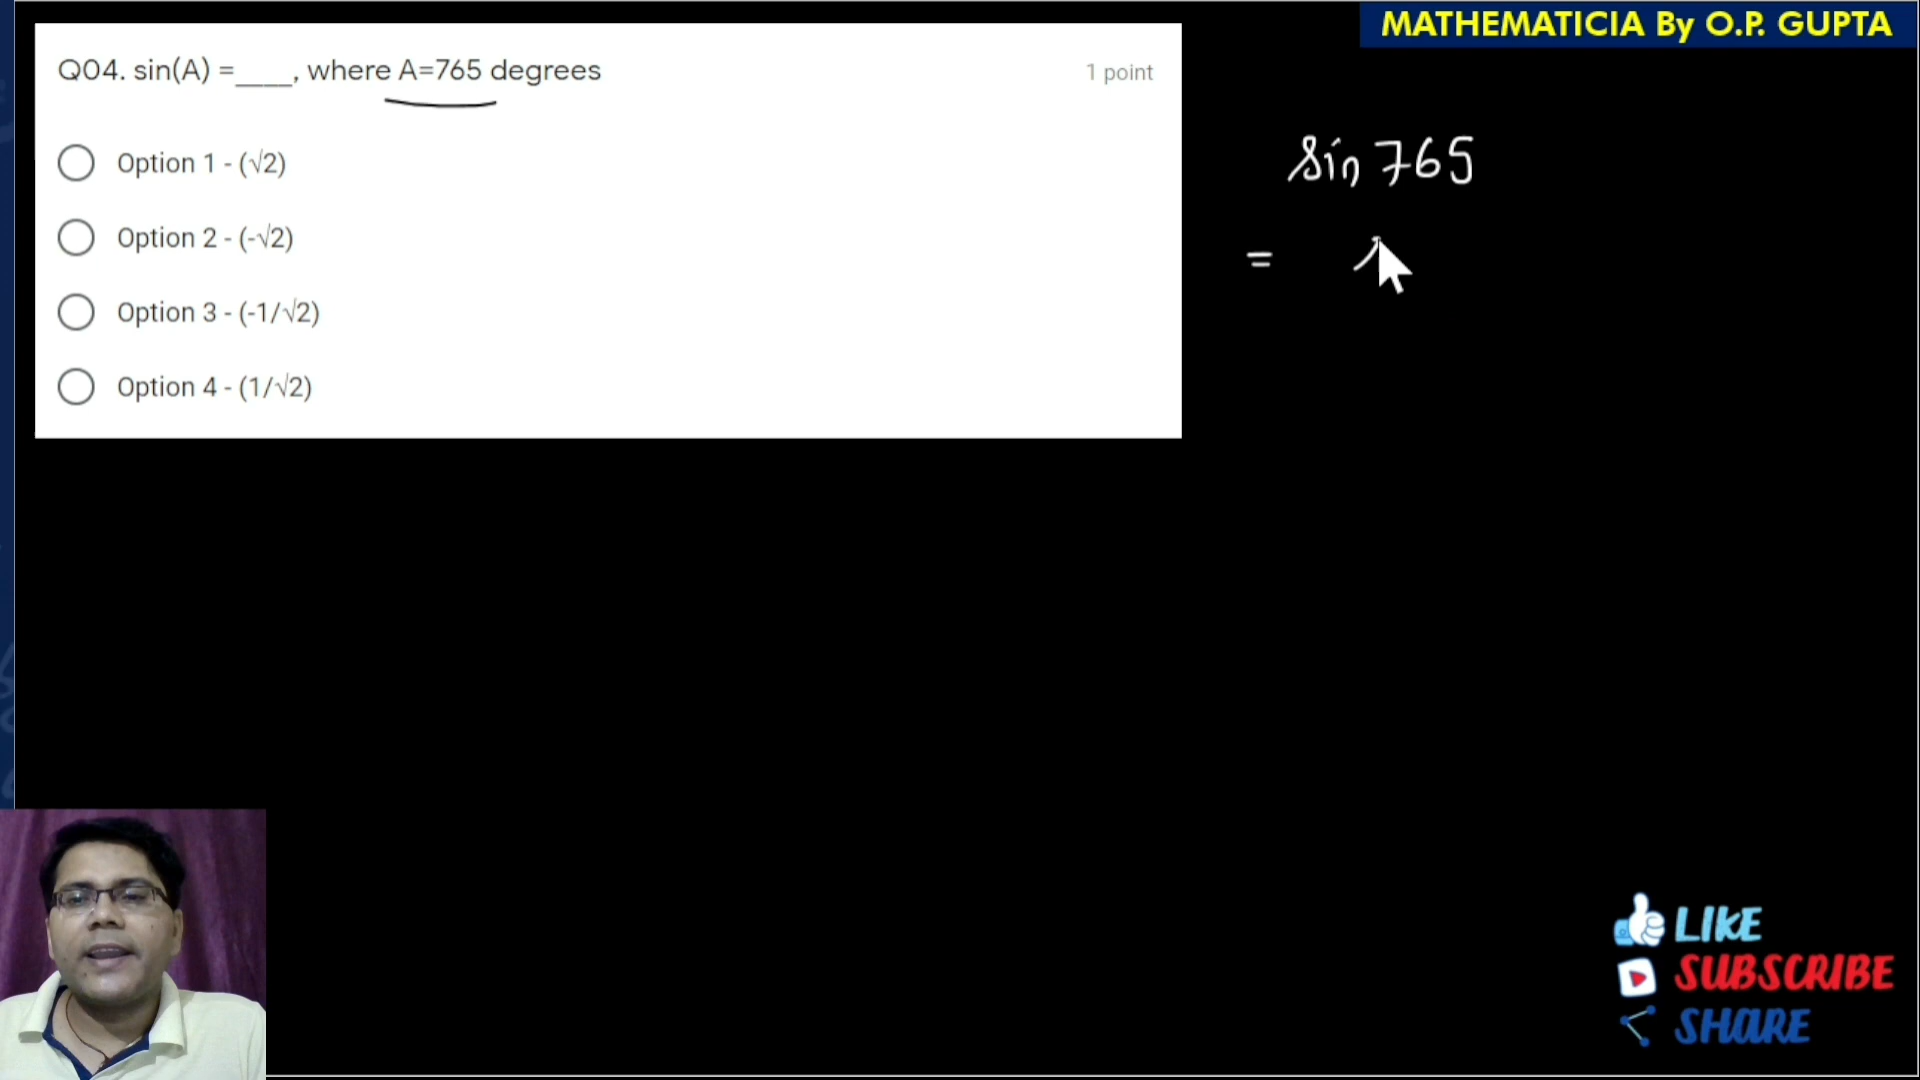 MATHEMATICIA By O.P. GUPTA
Q04. sin(A) =____, where A=765 degrees
1 point
Option 1 - (√2)
Option 2 - (-√2)
Option 3 - (-1/√2)
Option 4 - (1/√2)
sin 765
=
LIKE
SUBSCRIBE
SHARE